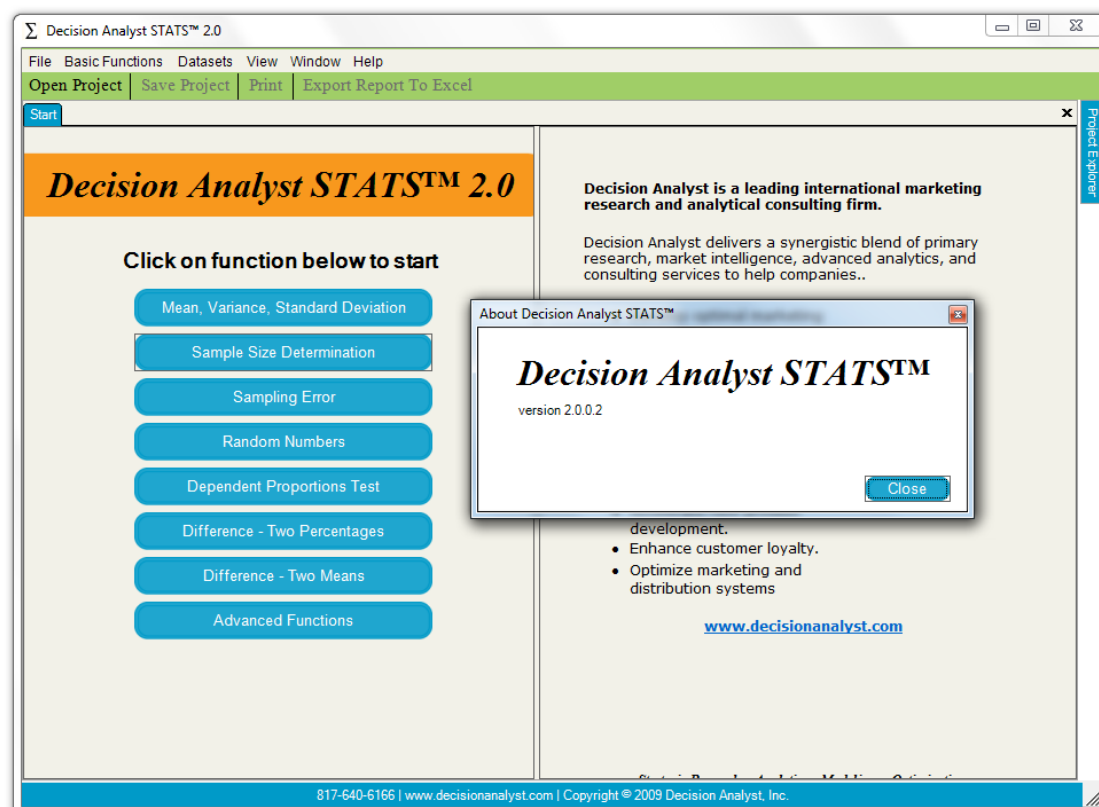 Decision Analyst STATS™ 2.0
File Basic Functions Datasets View Window Help
Open Project Save Project Print Export Report To Excel
Start
Project Explorer
Decision Analyst STATS™ 2.0
Click on function below to start
Mean, Variance, Standard Deviation
Sample Size Determination
Sampling Error
Random Numbers
Dependent Proportions Test
Difference - Two Percentages
Difference - Two Means
Advanced Functions
Decision Analyst is a leading international marketing
research and analytical consulting firm.
Decision Analyst delivers a synergistic blend of primary
research, market intelligence, advanced analytics, and
consulting services to help companies..
About Decision Analyst STATS™
Decision Analyst STATS™
version 2.0.0.2
Close
development.
Enhance customer loyalty.
Optimize marketing and
distribution systems
www.decisionanalyst.com
817-640-6166 | www.decisionanalyst.com | Copyright © 2009 Decision Analyst, Inc.